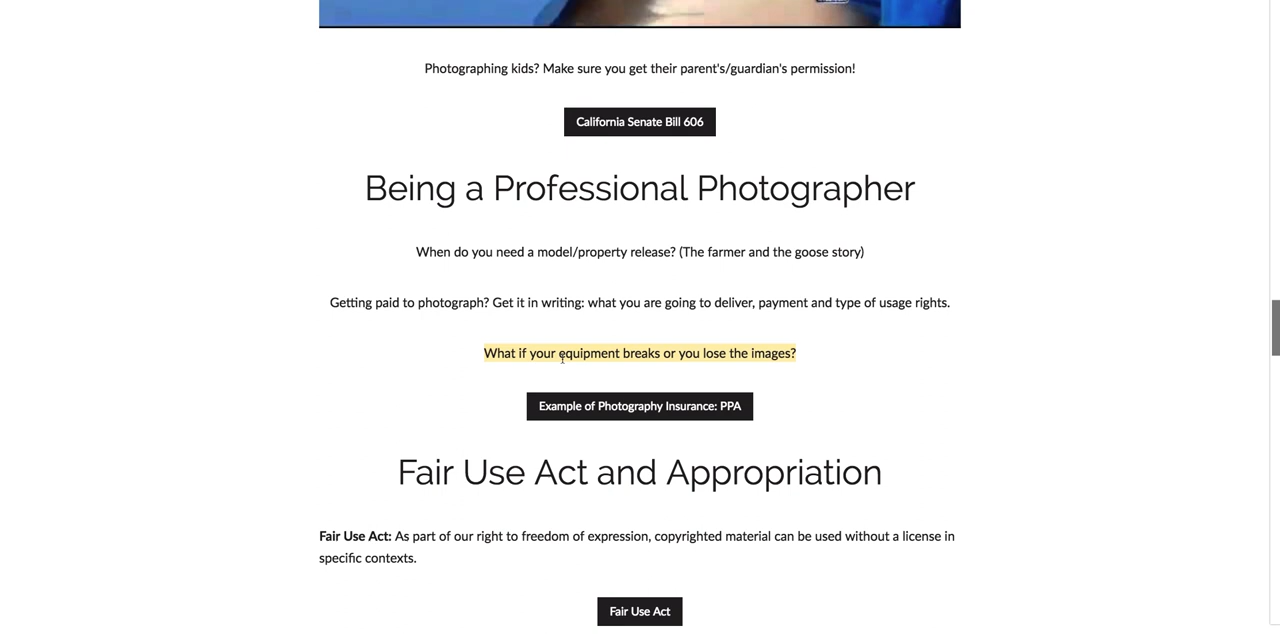 Photographing kids? Make sure you get their parent's/guardian's permission!
California Senate Bill 606
Being a Professional Photographer
When do you need a model/property release? (The farmer and the goose story)
Getting paid to photograph? Get it in writing: what you are going to deliver, payment and type of usage rights.
What if your equipment breaks or you lose the images?
Example of Photography Insurance: PPA
Fair Use Act and Appropriation
Fair Use Act: As part of our right to freedom of expression, copyrighted material can be used without a license in
specific contexts.
Fair Use Act